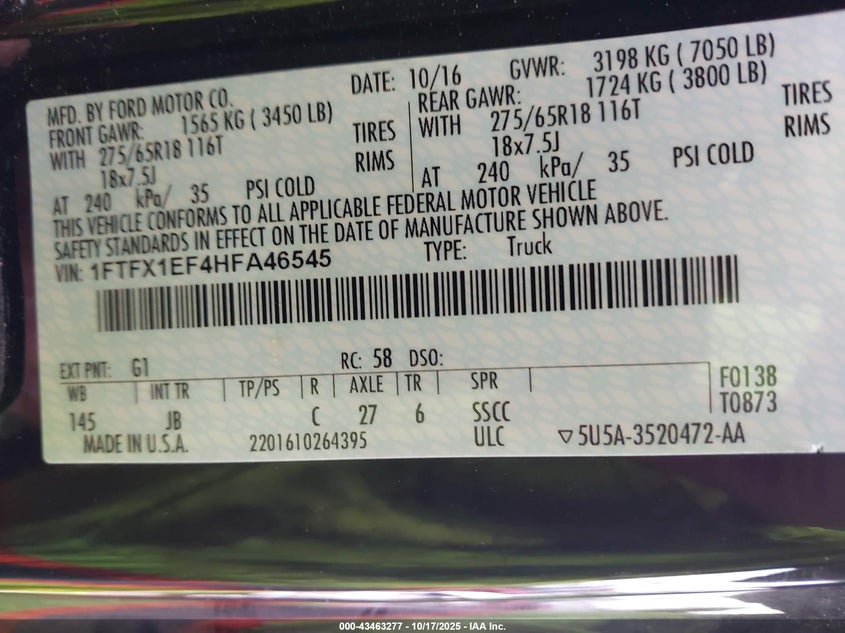 MFD. BY FORD MOTOR CO. DATE: 10/16 GVWR: 3198 KG ( 7050 LB)
FRONT GAWR: 1565 KG ( 3450 LB) REAR GAWR: 1724 KG ( 3800 LB)
WITH 275/65R18 116T TIRES WITH 275/65R18 116T TIRES
18x7.5J RIMS 18x7.5J RIMS
AT 240 kPa/ 35 PSI COLD AT 240 kPa/ 35 PSI COLD
THIS VEHICLE CONFORMS TO ALL APPLICABLE FEDERAL MOTOR VEHICLE
SAFETY STANDARDS IN EFFECT ON THE DATE OF MANUFACTURE SHOWN ABOVE.
VIN: 1FTFX1EF4HFA46545 TYPE: Truck
EXT PNT: G1 RC: 58 DSO:
WB INT TR TP/PS R AXLE TR SPR F0138
145 JB C 27 6 SSCC T0873
MADE IN U.S.A. 2201610264395 ULC ▽5U5A-3520472-AA
000-43463277 - 10/17/2025 - IAA Inc.